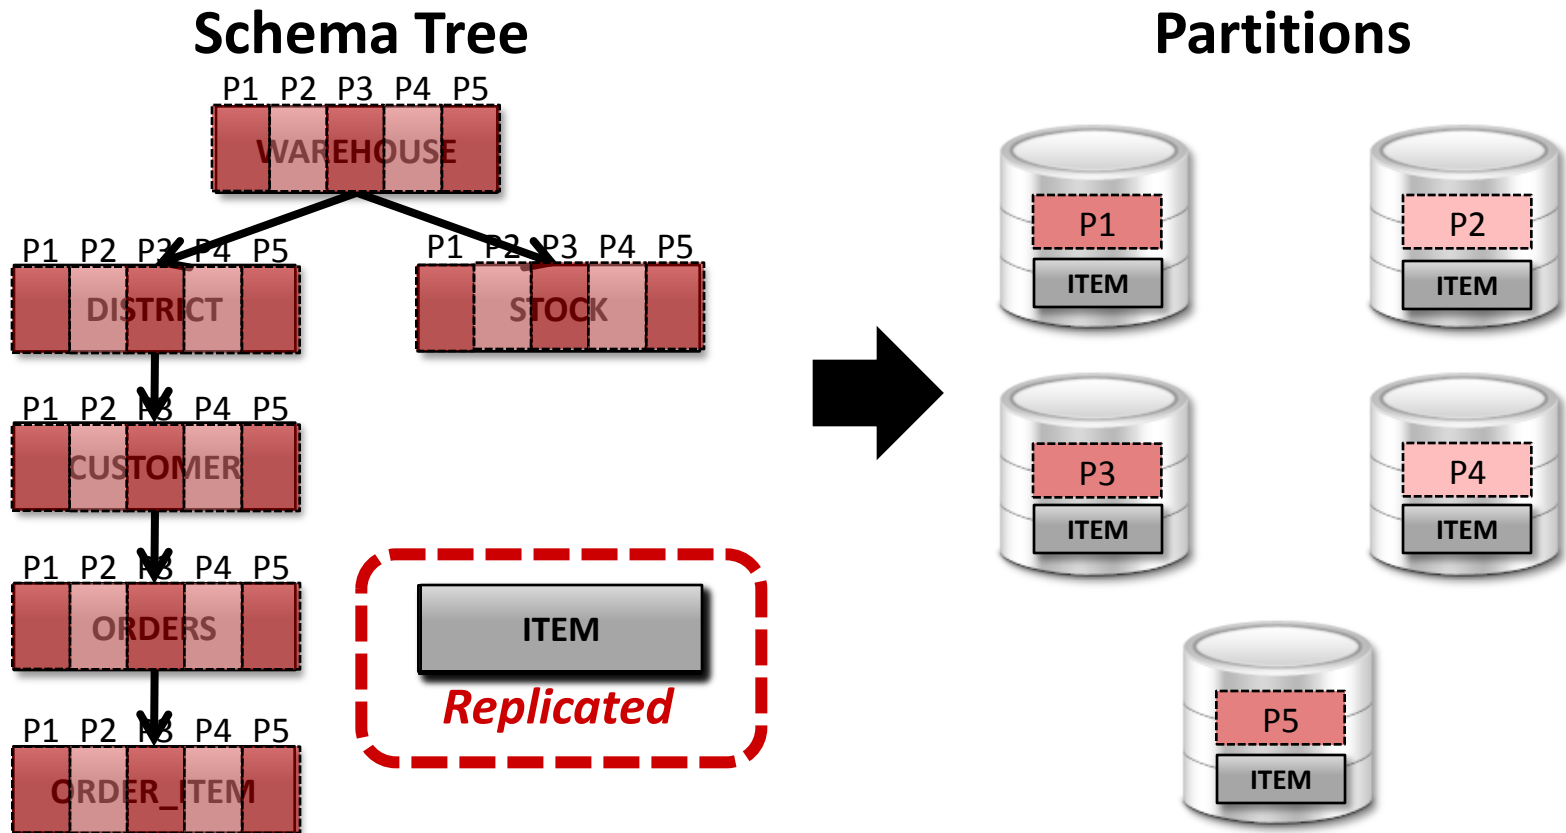 Schema Tree
Partitions
P1 P2 P3 P4 P5
WAREHOUSE
P1 P2 P3 P4 P5
DISTRICT
P1 P2 P3 P4 P5
STOCK
P1 P2 P3 P4 P5
CUSTOMER
P1 P2 P3 P4 P5
ORDERS
P1 P2 P3 P4 P5
ORDER_ITEM
ITEM
Replicated
P1
ITEM
P2
ITEM
P3
ITEM
P4
ITEM
P5
ITEM